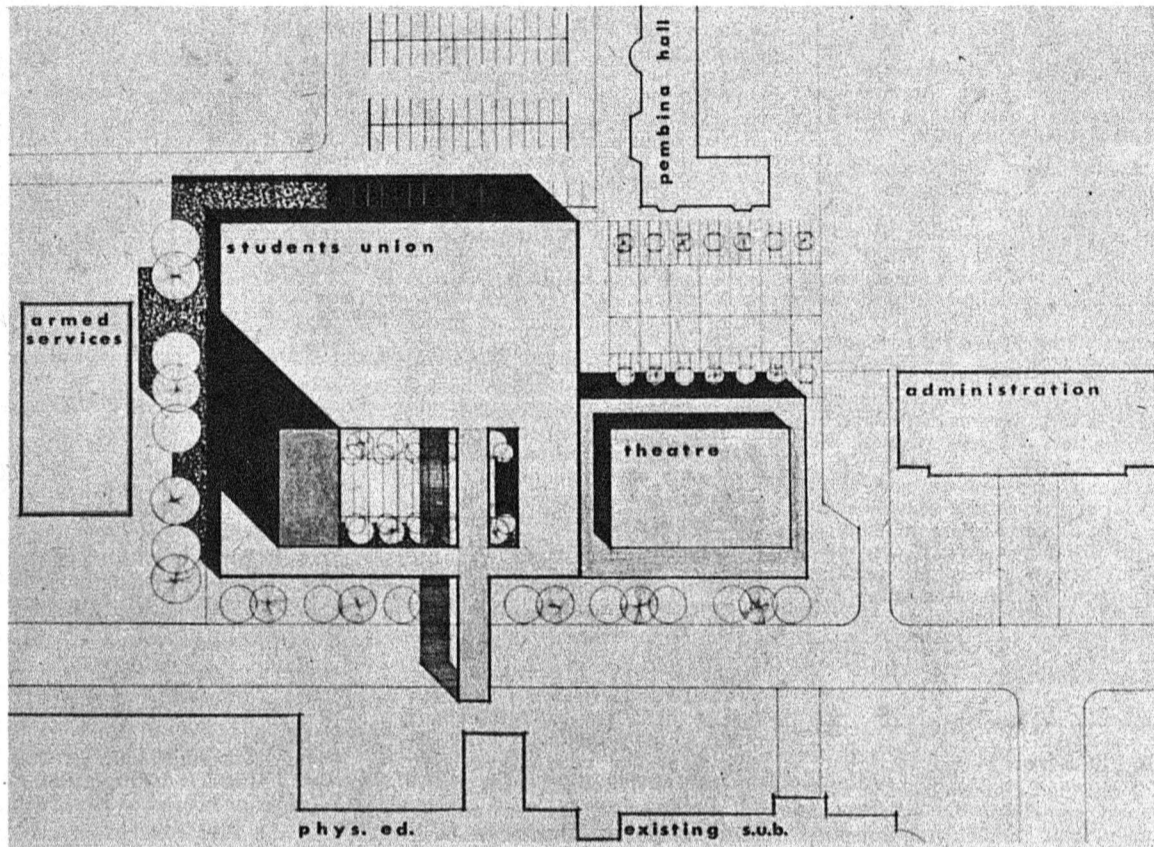 pembina hall
students union
armed
services
administration
theatre
phys. ed.
existing s.u.b.